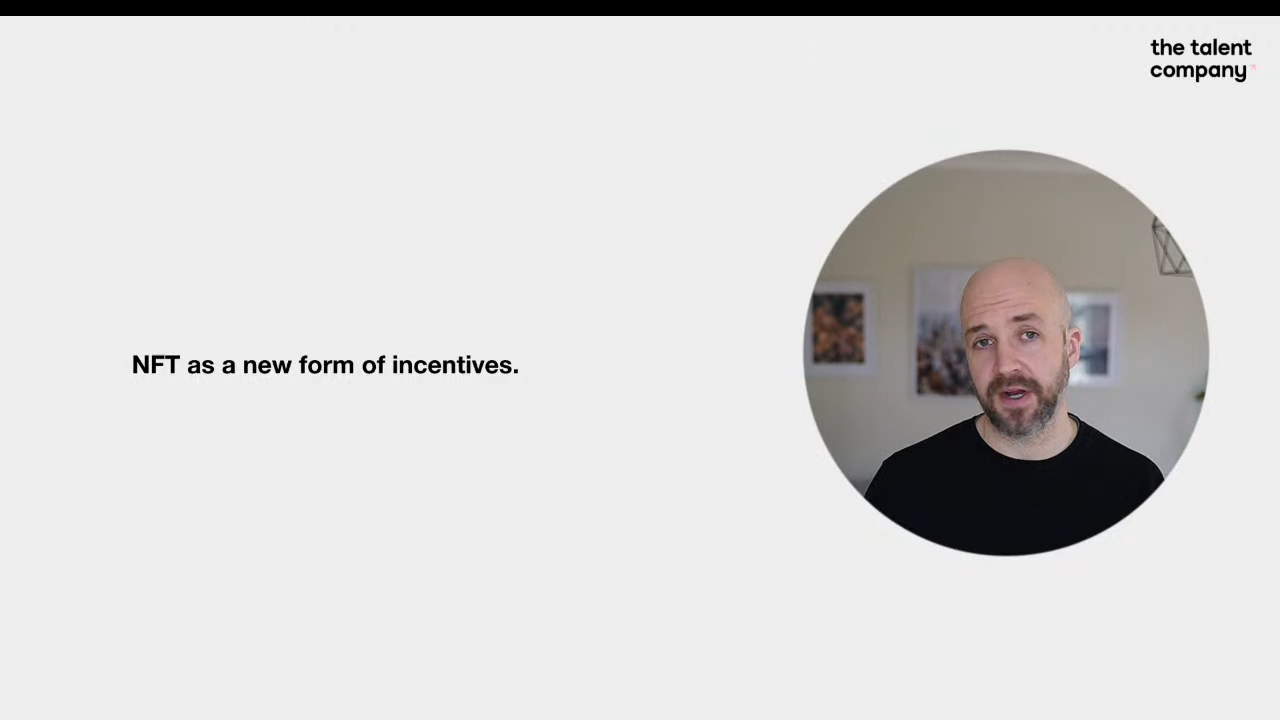 the talent
company*
NFT as a new form of incentives.